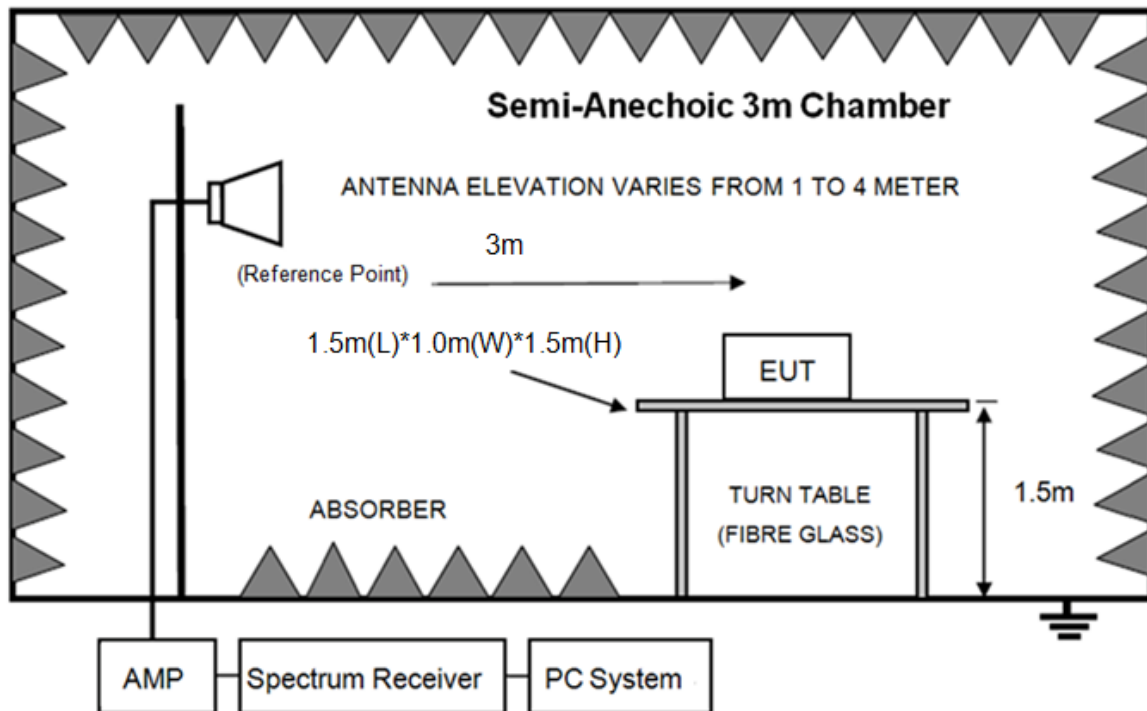 Semi-Anechoic 3m Chamber
ANTENNA ELEVATION VARIES FROM 1 TO 4 METER
3m
(Reference Point)
1.5m(L)*1.0m(W)*1.5m(H)
EUT
ABSORBER
TURN TABLE
(FIBRE GLASS)
1.5m
AMP
Spectrum Receiver
PC System